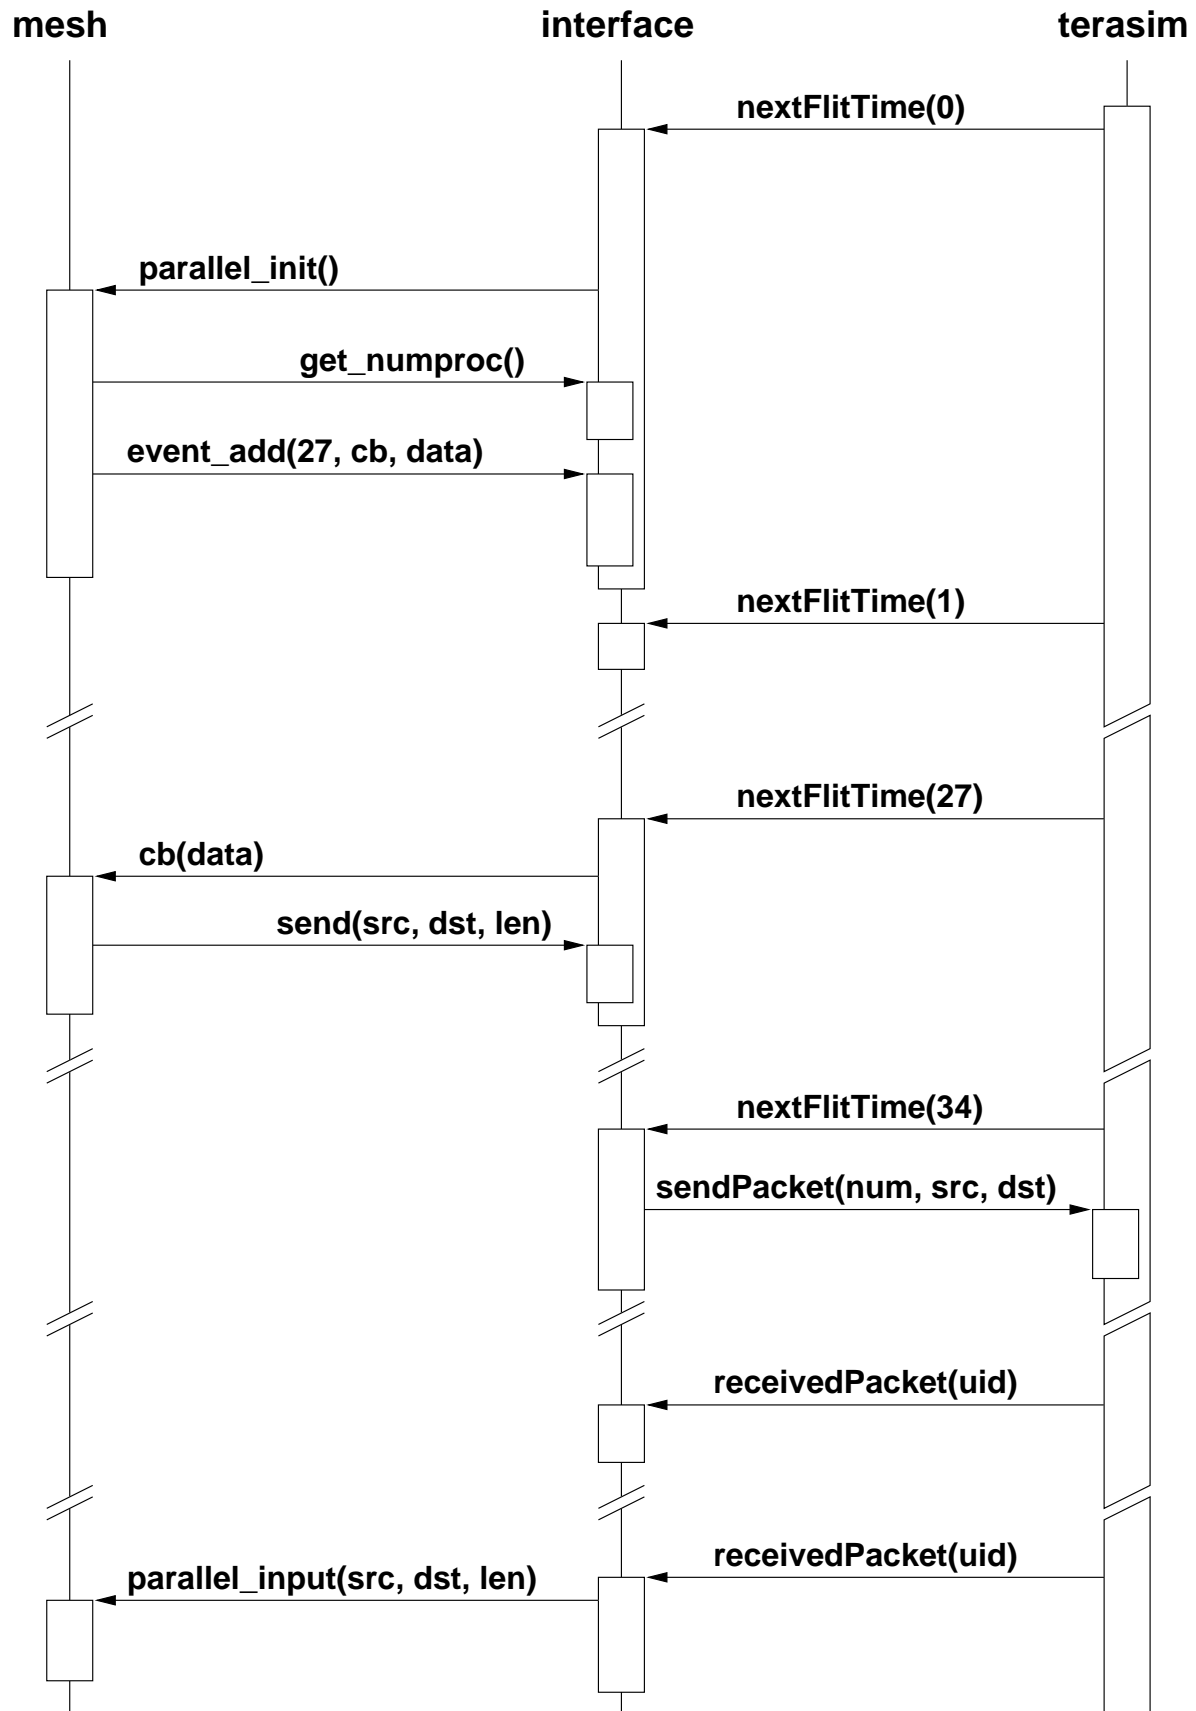 mesh interface terasim
nextFlitTime(0)
parallel_init()
get_numproc()
event_add(27, cb, data)
nextFlitTime(1)
nextFlitTime(27)
cb(data)
send(src, dst, len)
nextFlitTime(34)
sendPacket(num, src, dst)
receivedPacket(uid)
receivedPacket(uid)
parallel_input(src, dst, len)